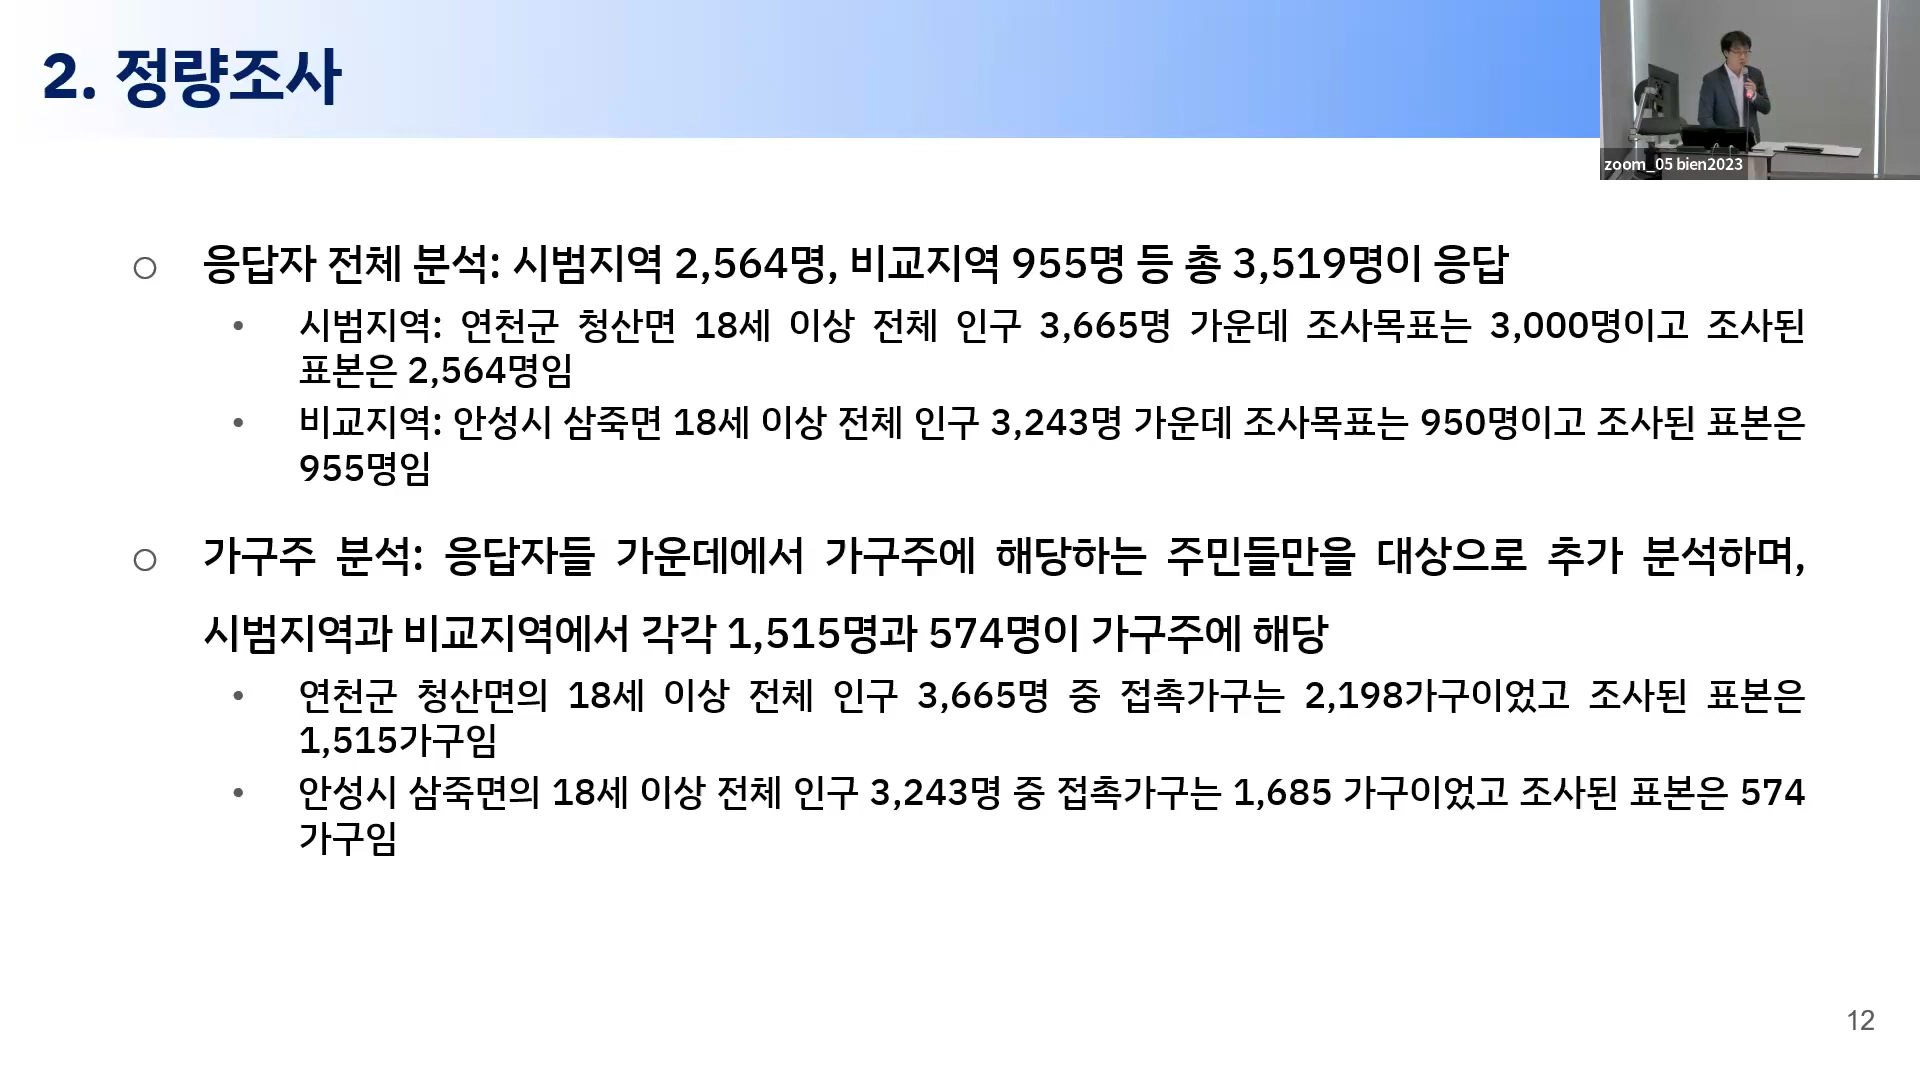 2. 정량조사
zoom_05 bien2023
○ 응답자 전체 분석: 시범지역 2,564명, 비교지역 955명 등 총 3,519명이 응답
• 시범지역: 연천군 청산면 18세 이상 전체 인구 3,665명 가운데 조사목표는 3,000명이고 조사된
표본은 2,564명임
• 비교지역: 안성시 삼죽면 18세 이상 전체 인구 3,243명 가운데 조사목표는 950명이고 조사된 표본은
955명임
○ 가구주 분석: 응답자들 가운데에서 가구주에 해당하는 주민들만을 대상으로 추가 분석하며,
시범지역과 비교지역에서 각각 1,515명과 574명이 가구주에 해당
• 연천군 청산면의 18세 이상 전체 인구 3,665명 중 접촉가구는 2,198가구이었고 조사된 표본은
1,515가구임
• 안성시 삼죽면의 18세 이상 전체 인구 3,243명 중 접촉가구는 1,685 가구이었고 조사된 표본은 574
가구임
12